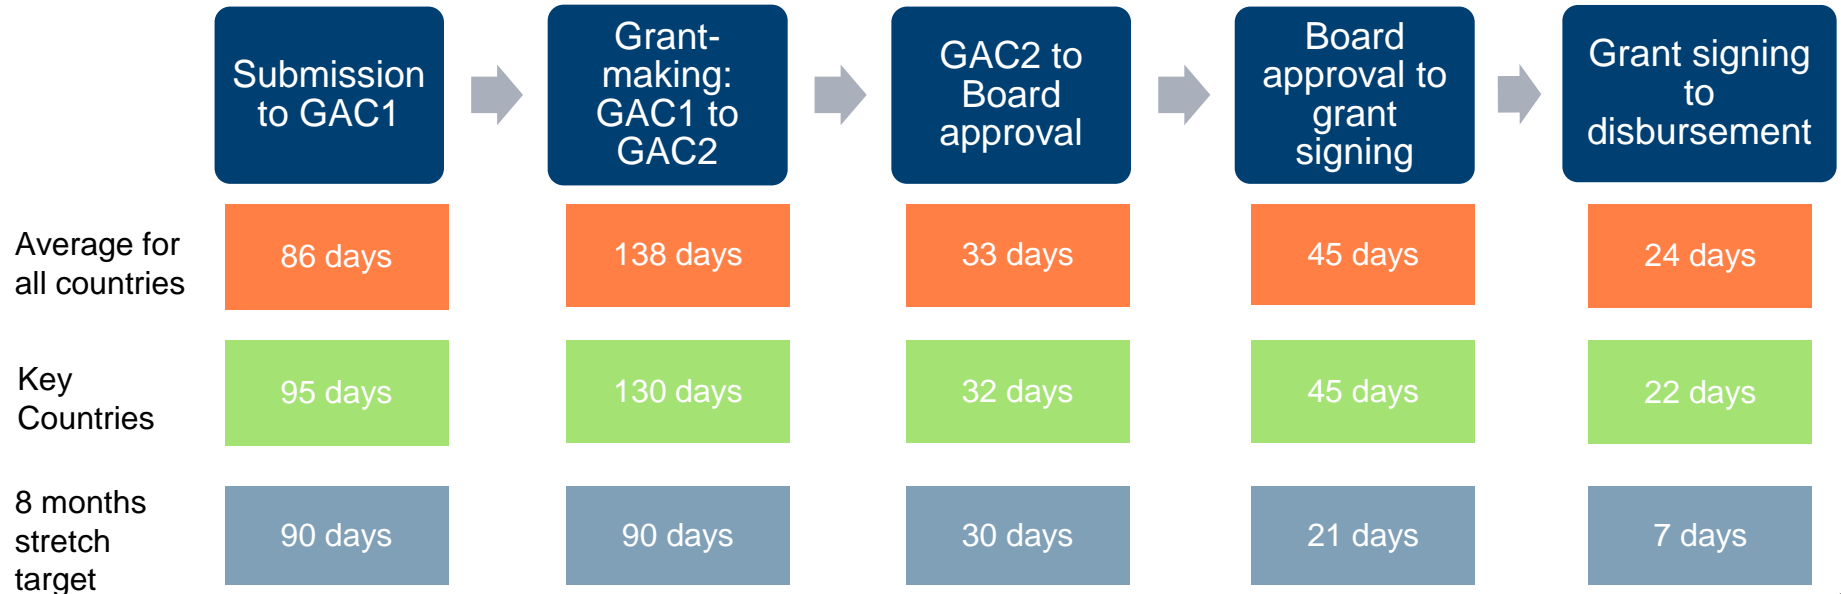 Submission
to GAC1
Grant-
making:
GAC1 to
GAC2
GAC2 to
Board
approval
Board
approval to
grant
signing
Grant signing
to
disbursement
Average for
all countries
86 days
138 days
33 days
45 days
24 days
Key
Countries
95 days
130 days
32 days
45 days
22 days
8 months
stretch
target
90 days
90 days
30 days
21 days
7 days